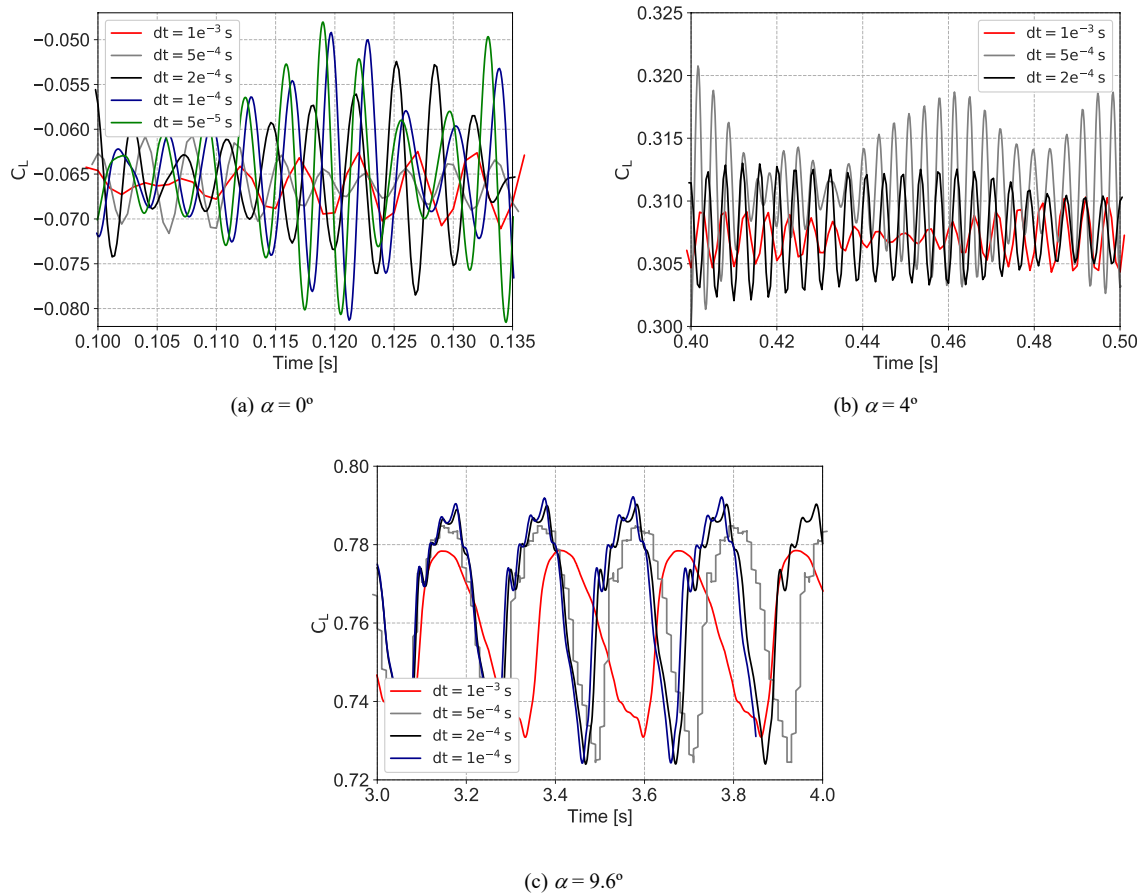 −0.050
−0.055
−0.060
−0.065
−0.070
−0.075
−0.080
C_L
dt = 1e⁻³ s
dt = 5e⁻⁴ s
dt = 2e⁻⁴ s
dt = 1e⁻⁴ s
dt = 5e⁻⁵ s
0.100 0.105 0.110 0.115 0.120 0.125 0.130 0.135
Time [s]
(a) α = 0º
0.325
0.320
0.315
0.310
0.305
0.300
C_L
dt = 1e⁻³ s
dt = 5e⁻⁴ s
dt = 2e⁻⁴ s
0.40 0.42 0.44 0.46 0.48 0.50
Time [s]
(b) α = 4º
0.80
0.78
0.76
0.74
0.72
C_L
dt = 1e⁻³ s
dt = 5e⁻⁴ s
dt = 2e⁻⁴ s
dt = 1e⁻⁴ s
3.0 3.2 3.4 3.6 3.8 4.0
Time [s]
(c) α = 9.6º